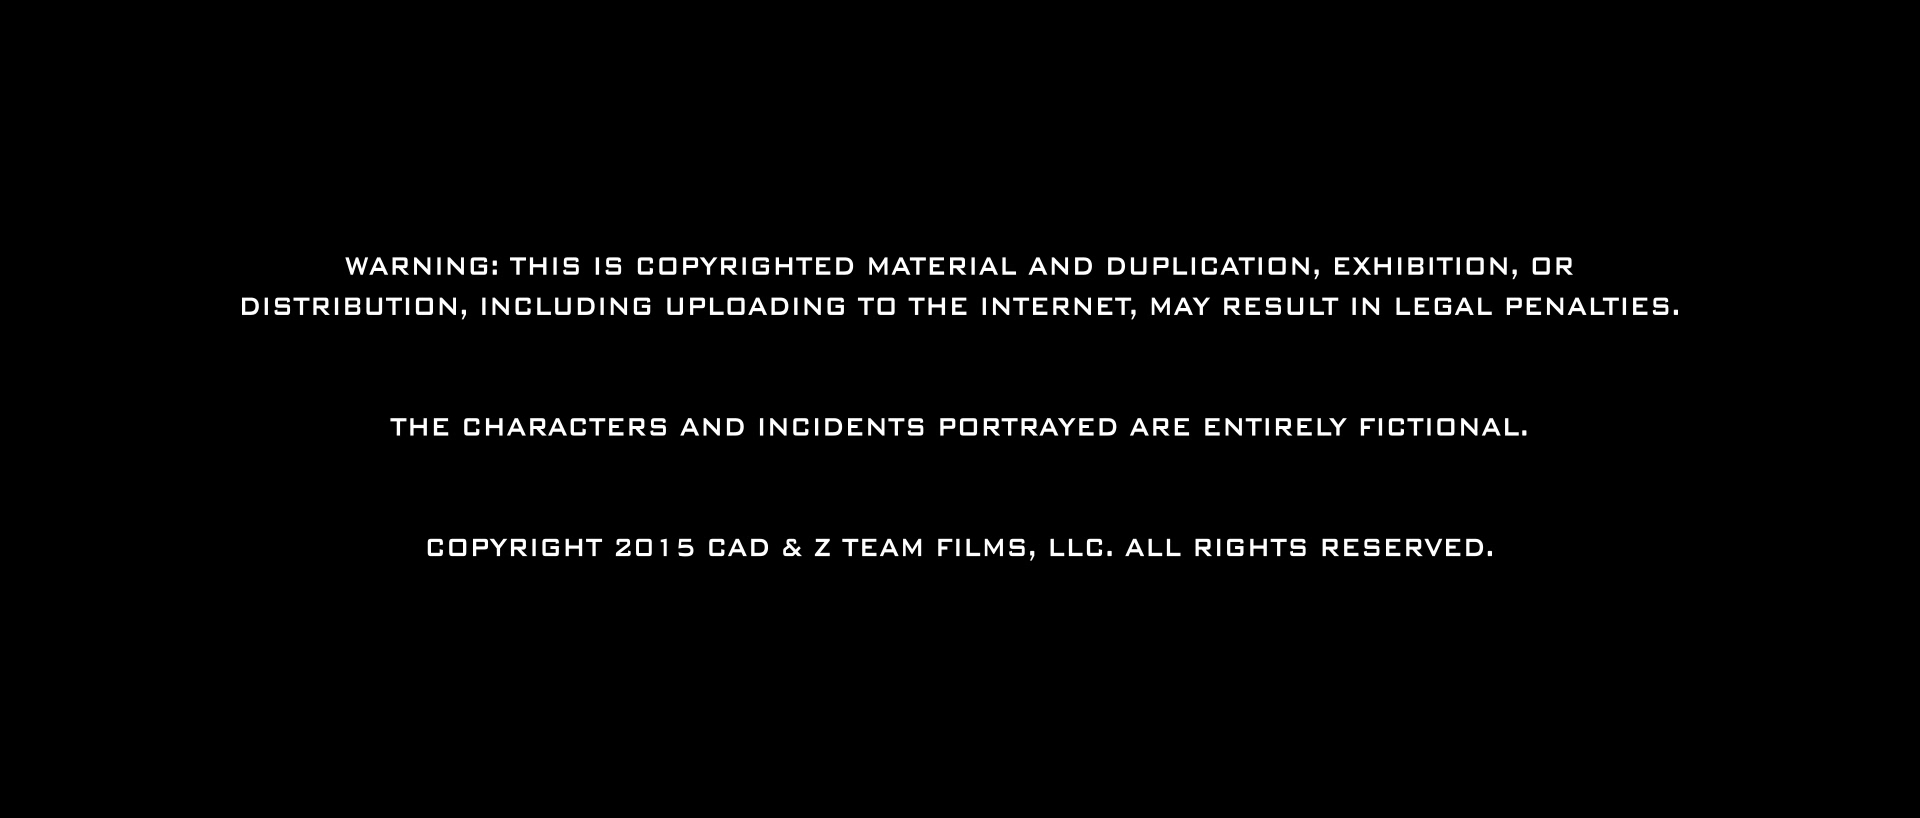 WARNING: THIS IS COPYRIGHTED MATERIAL AND DUPLICATION, EXHIBITION, OR
DISTRIBUTION, INCLUDING UPLOADING TO THE INTERNET, MAY RESULT IN LEGAL PENALTIES.
THE CHARACTERS AND INCIDENTS PORTRAYED ARE ENTIRELY FICTIONAL.
COPYRIGHT 2015 CAD & Z TEAM FILMS, LLC. ALL RIGHTS RESERVED.